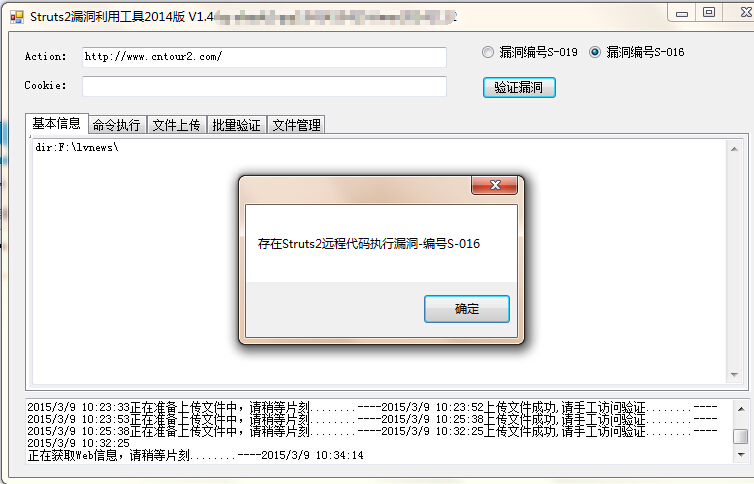 Struts2漏洞利用工具2014版 V1.4
Action: http://www.cntour2.com/
漏洞编号S-019 漏洞编号S-016
Cookie:
验证漏洞
基本信息 命令执行 文件上传 批量验证 文件管理
dir:F:\lvnews\
存在Struts2远程代码执行漏洞-编号S-016
确定
2015/3/9 10:23:33正在准备上传文件中，请稍等片刻........----2015/3/9 10:23:52上传文件成功,请手工访问验证........----
2015/3/9 10:23:53正在准备上传文件中，请稍等片刻........----2015/3/9 10:25:38上传文件成功,请手工访问验证........----
2015/3/9 10:25:38正在准备上传文件中，请稍等片刻........----2015/3/9 10:32:25上传文件成功,请手工访问验证........----
2015/3/9 10:32:25
正在获取Web信息，请稍等片刻........----2015/3/9 10:34:14